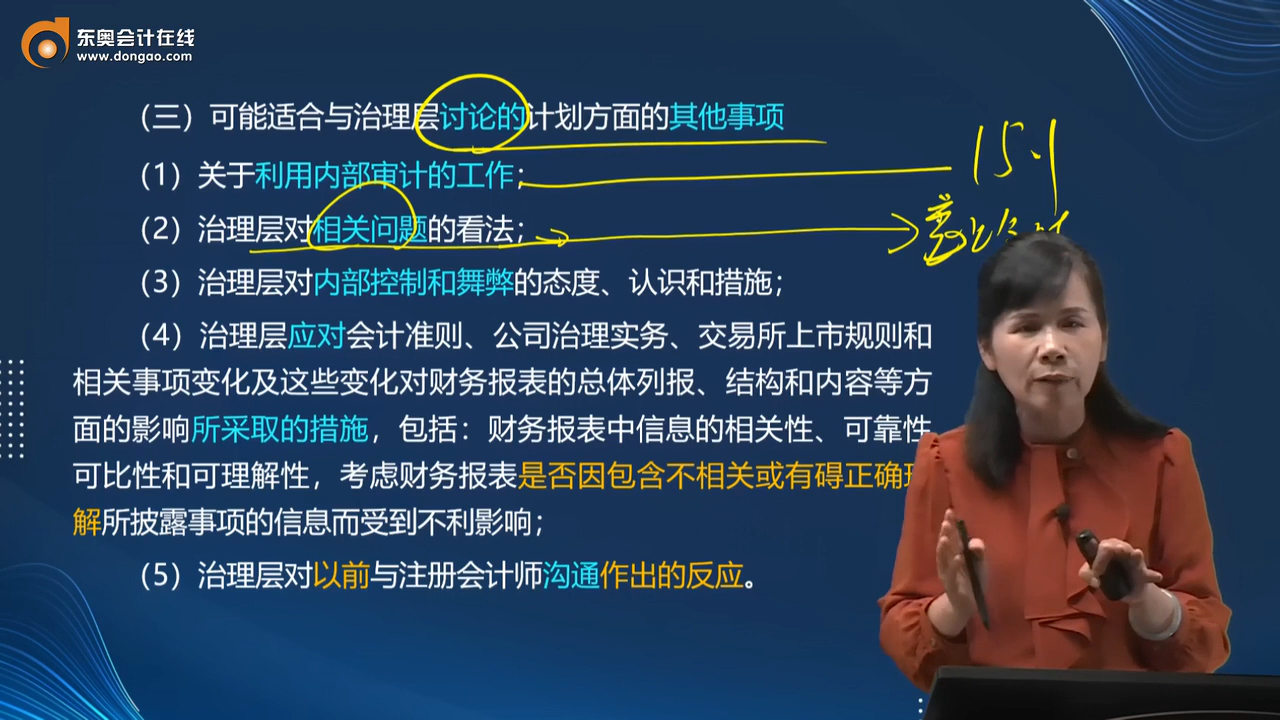 东奥会计在线
www.dongao.com
（三）可能适合与治理层讨论的计划方面的其他事项
（1）关于利用内部审计的工作；
15.1
（2）治理层对相关问题的看法；
（3）治理层对内部控制和舞弊的态度、认识和措施；
（4）治理层应对会计准则、公司治理实务、交易所上市规则和
相关事项变化及这些变化对财务报表的总体列报、结构和内容等方
面的影响所采取的措施，包括：财务报表中信息的相关性、可靠性
可比性和可理解性，考虑财务报表是否因包含不相关或有碍正确
解所披露事项的信息而受到不利影响；
（5）治理层对以前与注册会计师沟通作出的反应。